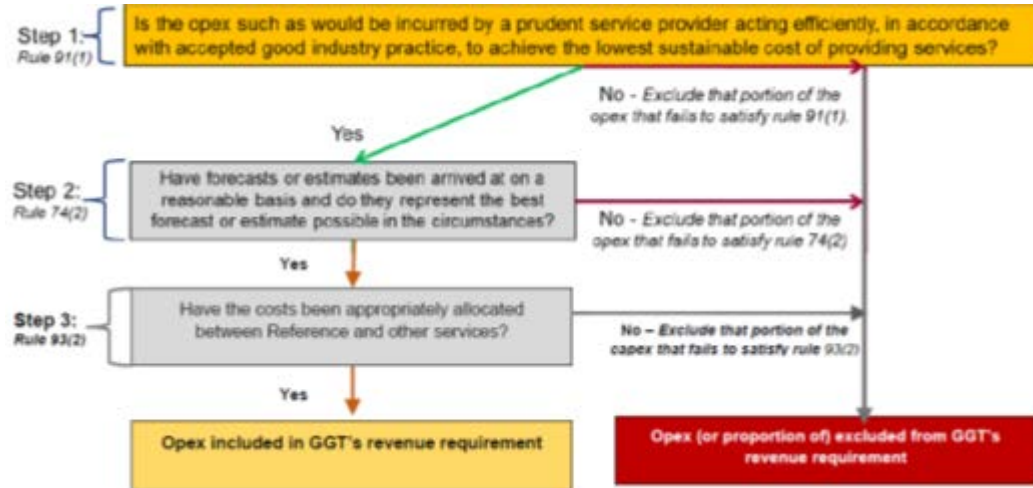 Step 1:
Rule 91(1)
Is the opex such as would be incurred by a prudent service provider acting efficiently, in accordance
with accepted good industry practice, to achieve the lowest sustainable cost of providing services?
No - Exclude that portion of the
opex that fails to satisfy rule 91(1).
Yes
Step 2:
Rule 74(2)
Have forecasts or estimates been arrived at on a
reasonable basis and do they represent the best
forecast or estimate possible in the circumstances?
No - Exclude that portion of the
opex that fails to satisfy rule 74(2)
Yes
Step 3:
Rule 93(2)
Have the costs been appropriately allocated
between Reference and other services?
No – Exclude that portion of the
capex that fails to satisfy rule 93(2)
Yes
Opex included in GGT's revenue requirement
Opex (or proportion of) excluded from GGT's
revenue requirement